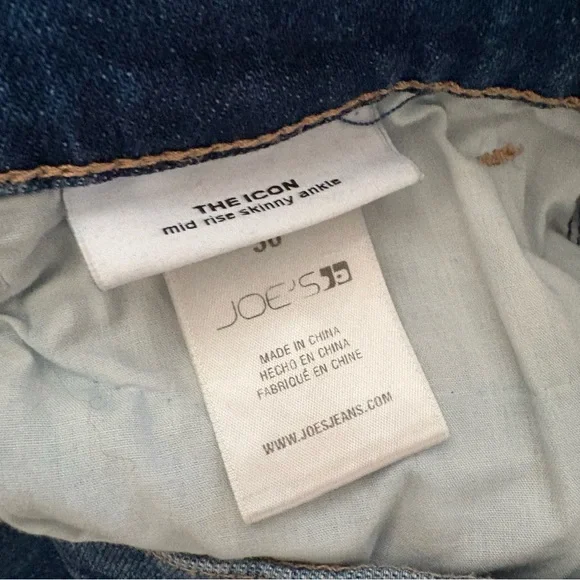 THE ICON
mid rise skinny ankle
JOE'S
MADE IN CHINA
HECHO EN CHINA
FABRIQUÉ EN CHINE
WWW.JOESJEANS.COM